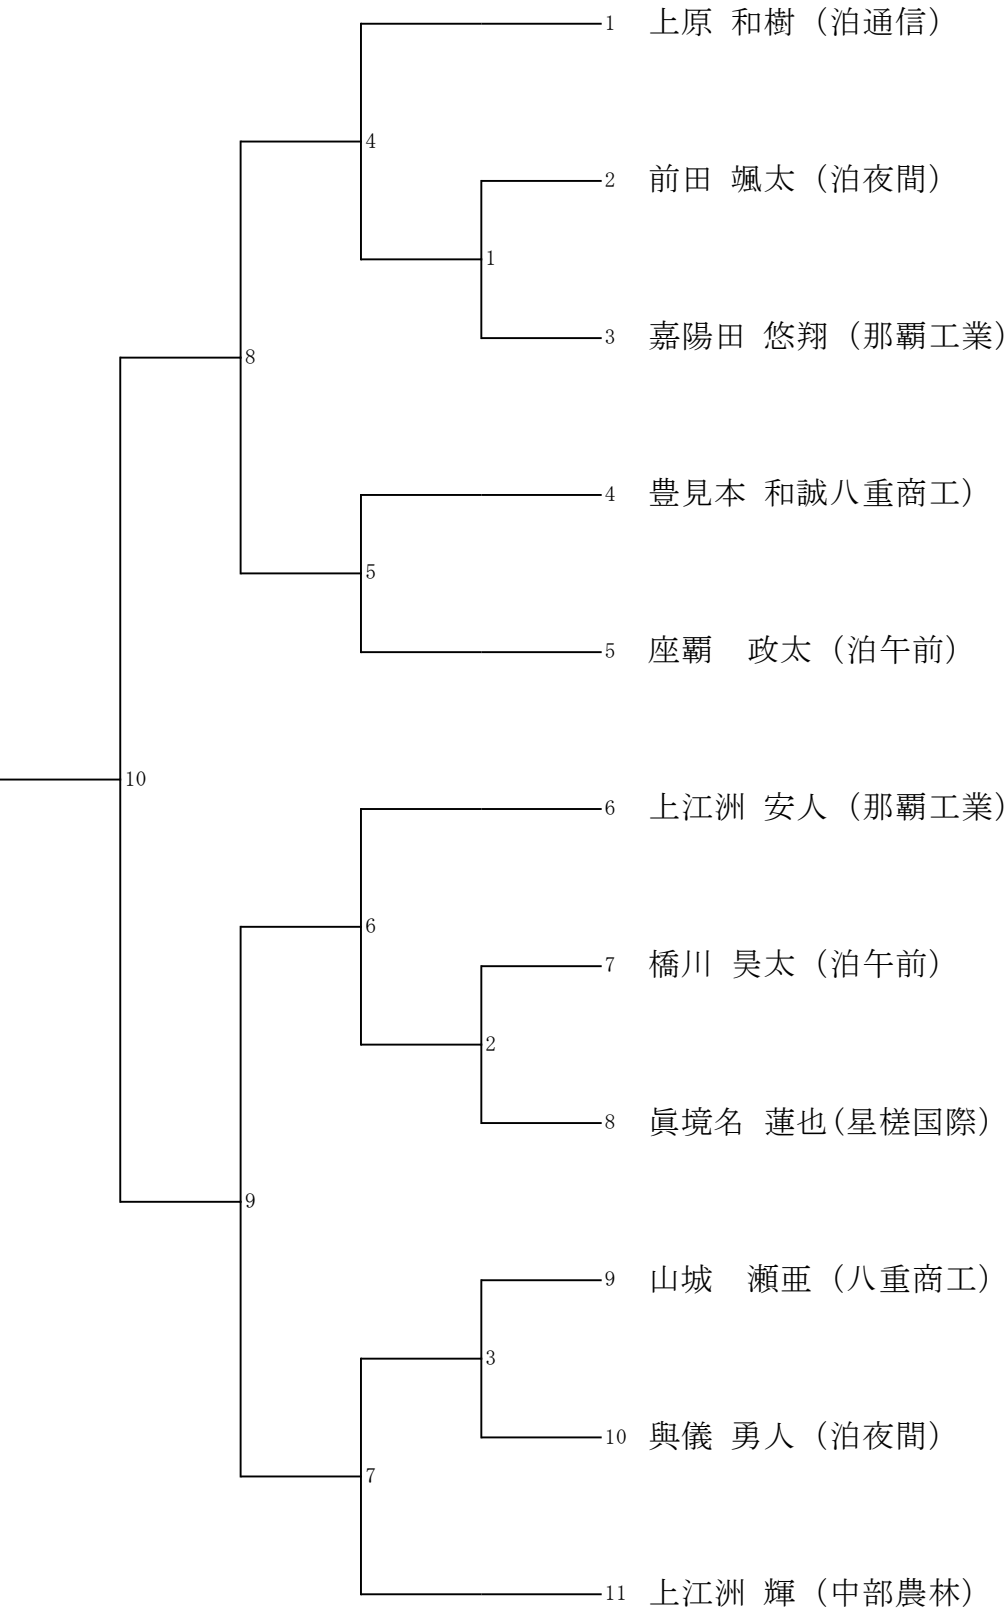 1 上原 和樹 (泊通信)
4
2 前田 颯太 (泊夜間)
1
3 嘉陽田 悠翔 (那覇工業)
8
4 豊見本 和誠八重商工)
5
5 座覇　政太 (泊午前)
10
6 上江洲 安人 (那覇工業)
6
7 橋川 昊太 (泊午前)
2
8 眞境名 蓮也(星槎国際)
9
9 山城　瀬亜 (八重商工)
3
10 與儀 勇人 (泊夜間)
7
11 上江洲 輝 (中部農林)